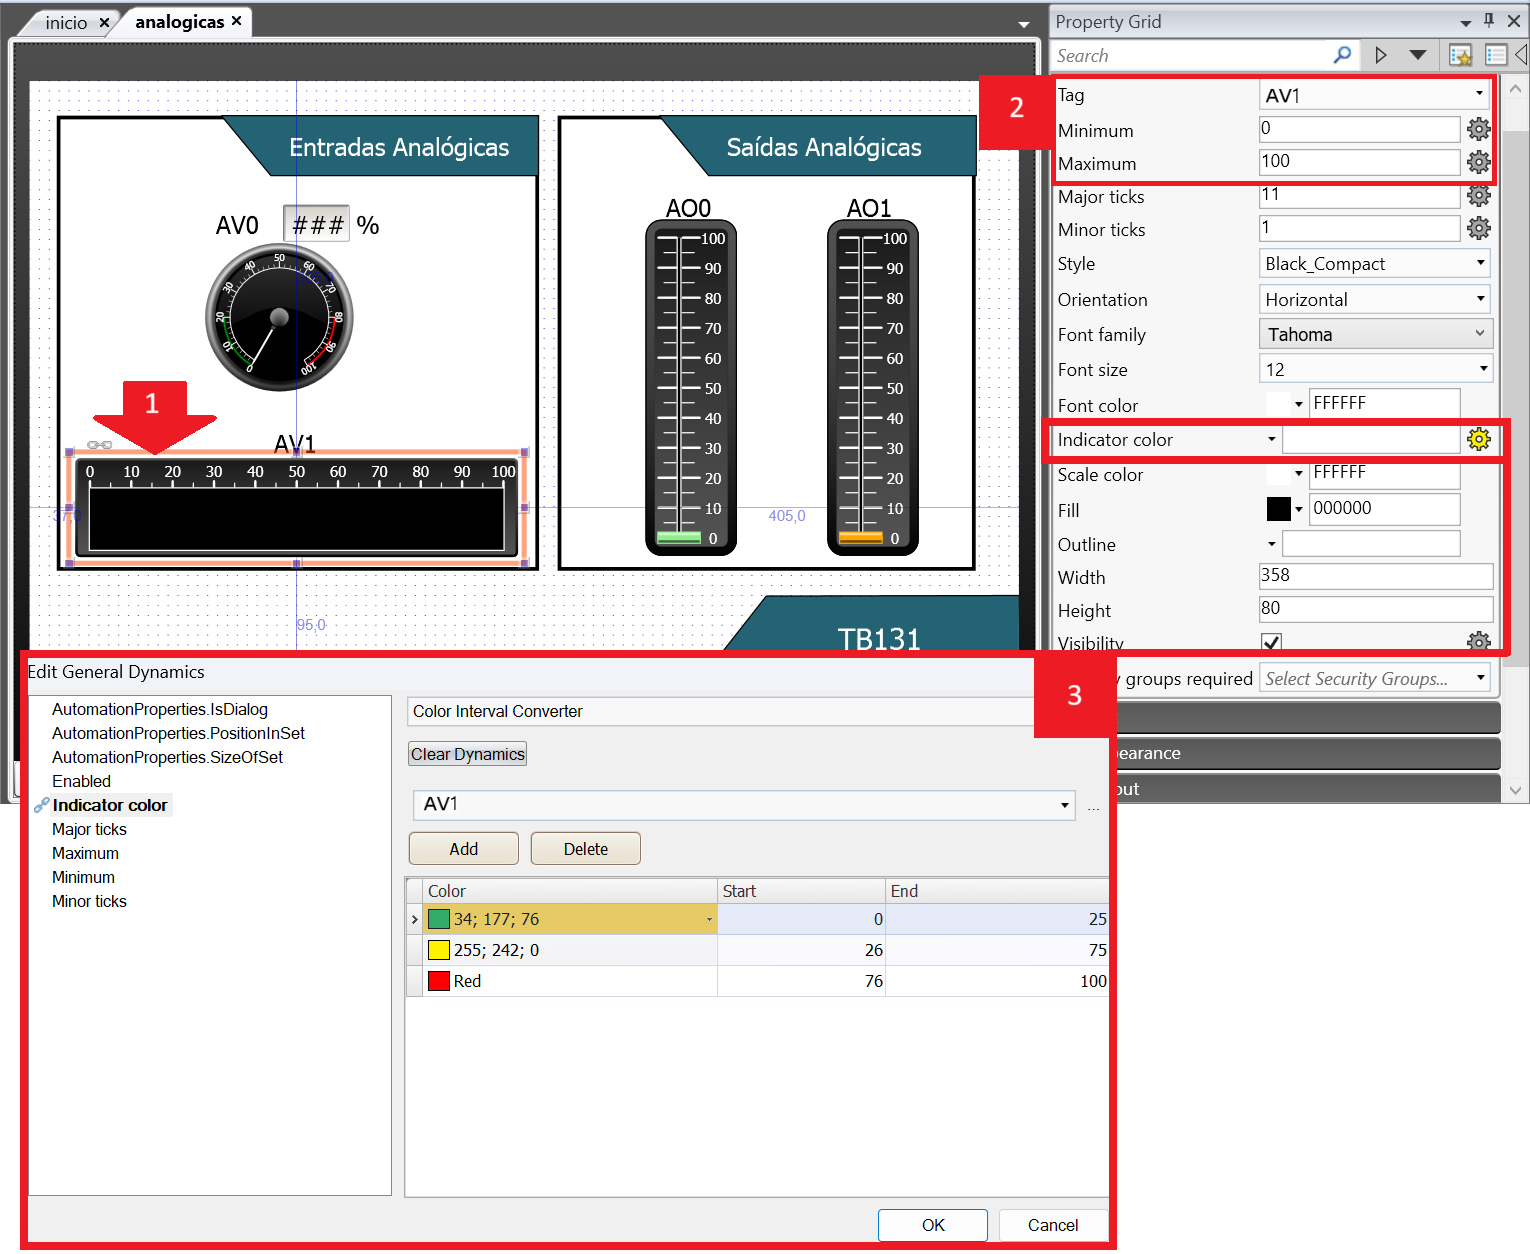 inicio ×
analogicas ×
Entradas Analógicas
AV0 ### %
0 10 20 30 40 50 60 70 80 90 100
1
AV1
0 10 20 30 40 50 60 70 80 90 100
37,0
95,0
Saídas Analógicas
AO0
100
90
80
70
60
50
40
30
20
10
0
AO1
100
90
80
70
60
50
40
30
20
10
0
405,0
TB131
Property Grid
Search
2
Tag AV1
Minimum 0
Maximum 100
Major ticks 11
Minor ticks 1
Style Black_Compact
Orientation Horizontal
Font family Tahoma
Font size 12
Font color FFFFFF
Indicator color
Scale color FFFFFF
Fill 000000
Outline
Width 358
Height 80
Visibility
y groups required Select Security Groups...
earance
out
3
Edit General Dynamics
AutomationProperties.IsDialog
AutomationProperties.PositionInSet
AutomationProperties.SizeOfSet
Enabled
Indicator color
Major ticks
Maximum
Minimum
Minor ticks
Color Interval Converter
Clear Dynamics
AV1 ...
Add Delete
Color Start End
34; 177; 76 0 25
255; 242; 0 26 75
Red 76 100
OK Cancel